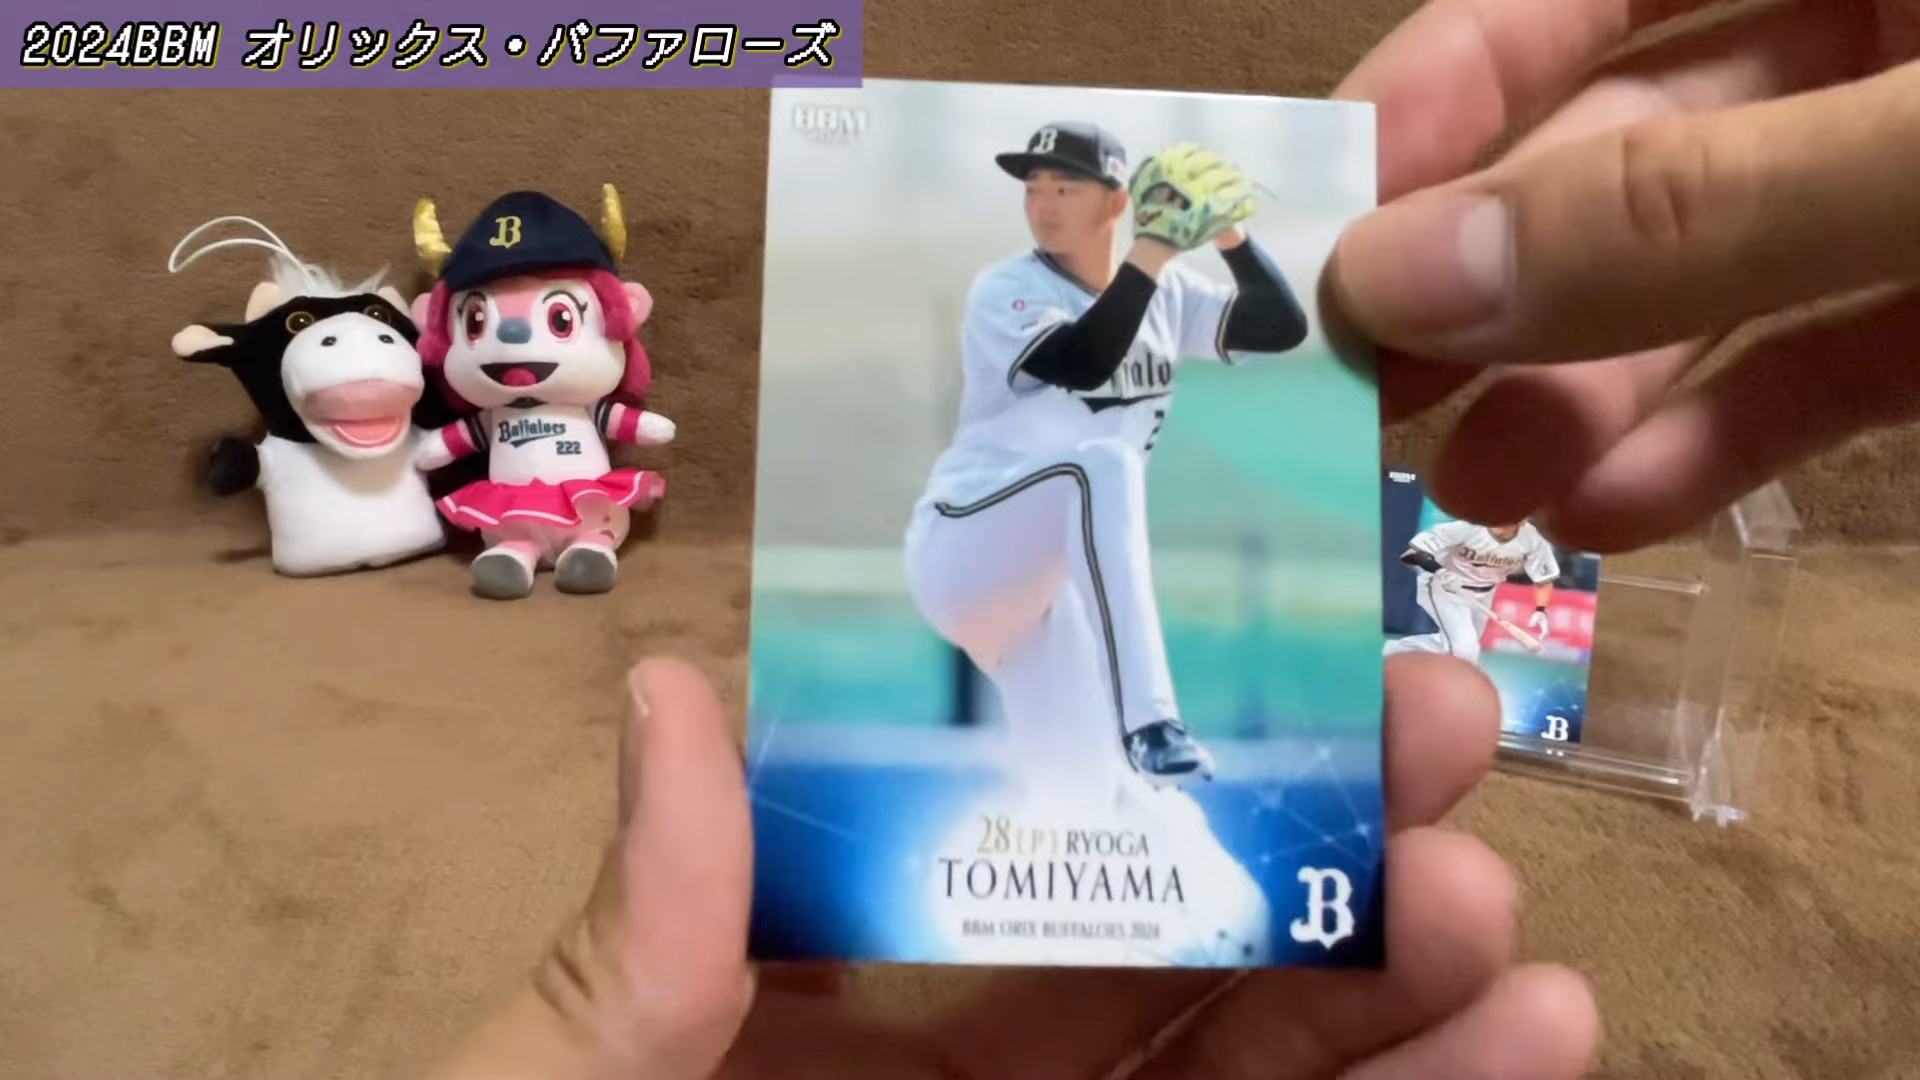 2024BBM オリックス・バファローズ
BBM
B
B
Buffaloes
222
28 [P] RYOGA
TOMIYAMA
BBM ORIX BUFFALOES 2024
B
Buffaloes
B